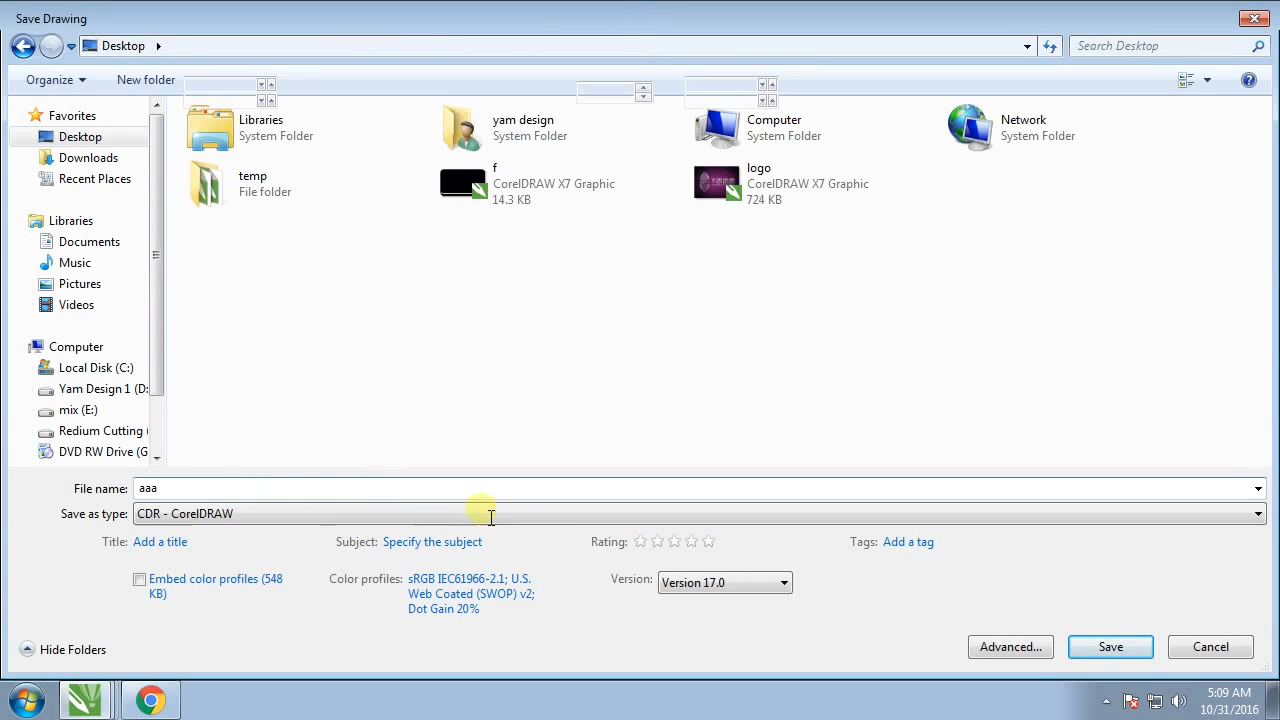 Save Drawing
Desktop
Search Desktop
Organize
New folder
Favorites
Desktop
Downloads
Recent Places
Libraries
Documents
Music
Pictures
Videos
Computer
Local Disk (C:)
Yam Design 1 (D:
mix (E:)
Redium Cutting (
DVD RW Drive (G
Libraries
System Folder
yam design
System Folder
Computer
System Folder
Network
System Folder
temp
File folder
f
CorelDRAW X7 Graphic
14.3 KB
logo
CorelDRAW X7 Graphic
724 KB
File name: aaa
Save as type: CDR - CorelDRAW
Title: Add a title
Subject: Specify the subject
Rating:
Tags: Add a tag
Embed color profiles (548
KB)
Color profiles: sRGB IEC61966-2.1; U.S.
Web Coated (SWOP) v2;
Dot Gain 20%
Version: Version 17.0
Hide Folders
Advanced...
Save
Cancel
5:09 AM
10/31/2016